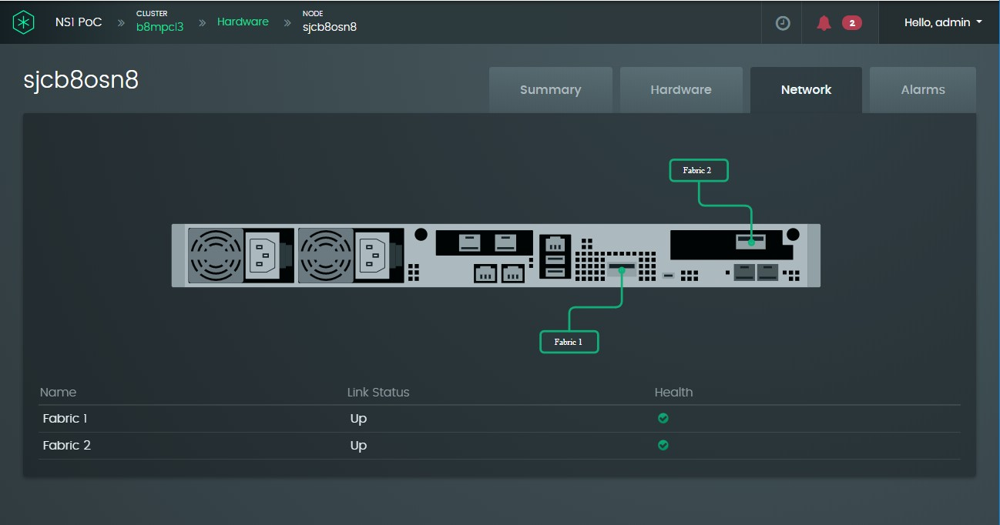 NS1 PoC » CLUSTER b8mpcl3 » Hardware » NODE sjcb8osn8 2 Hello, admin
sjcb8osn8
Summary Hardware Network Alarms
Fabric 2
Fabric 1
Name Link Status Health
Fabric 1 Up
Fabric 2 Up